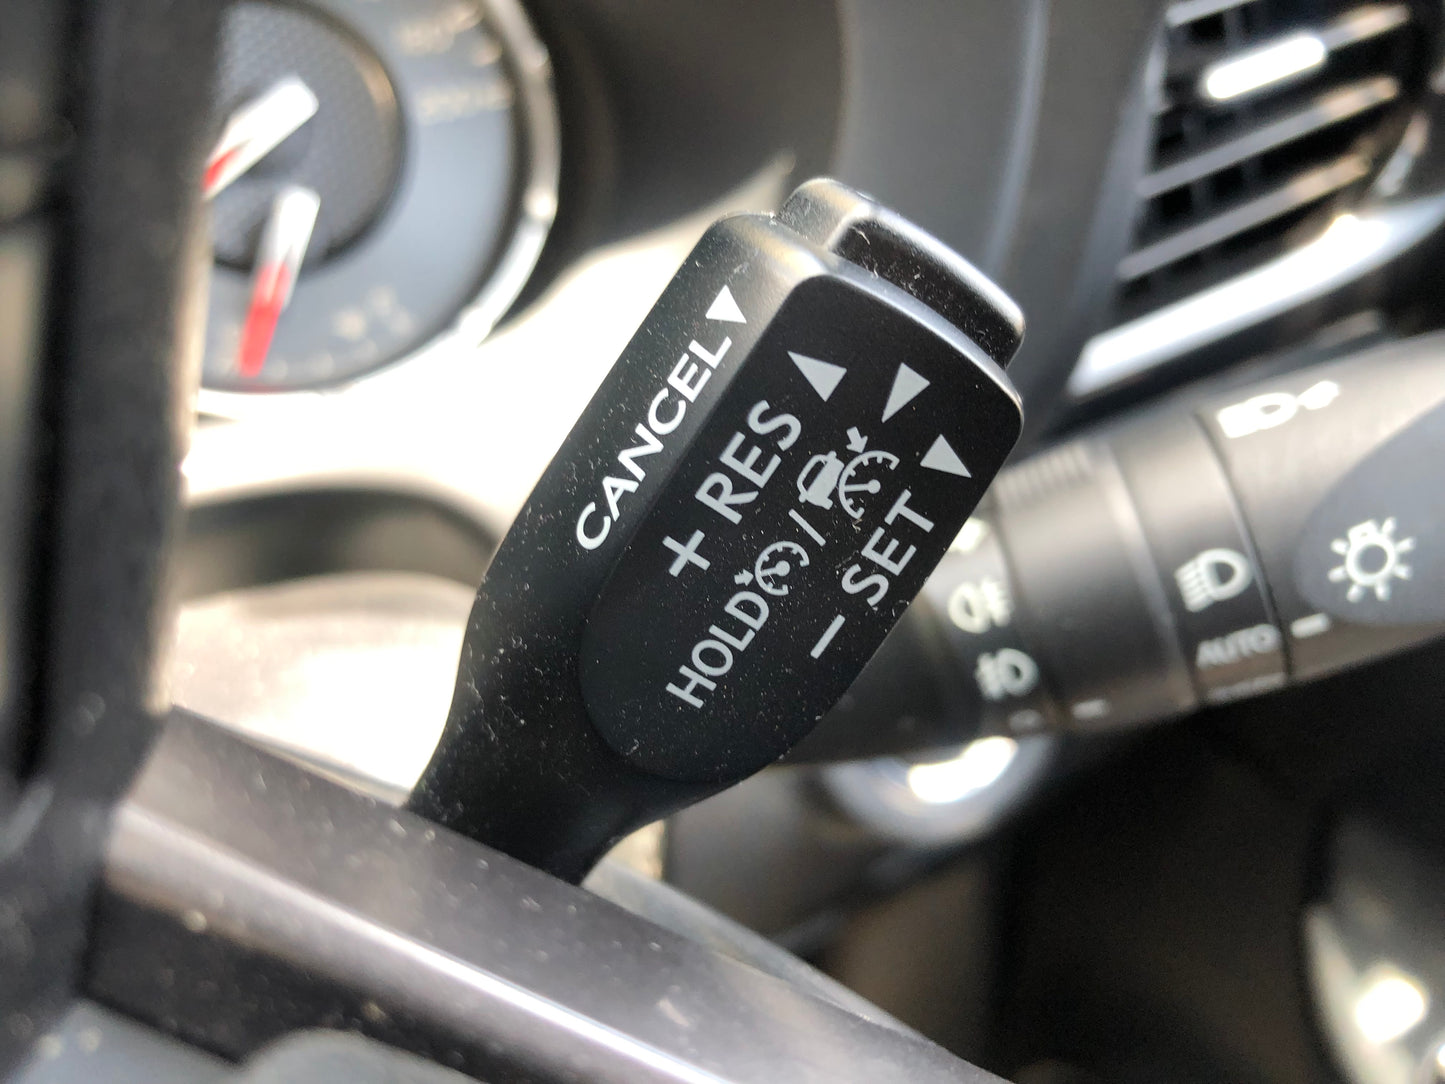 CANCEL
+ RES
HOLD /
– SET
AUTO